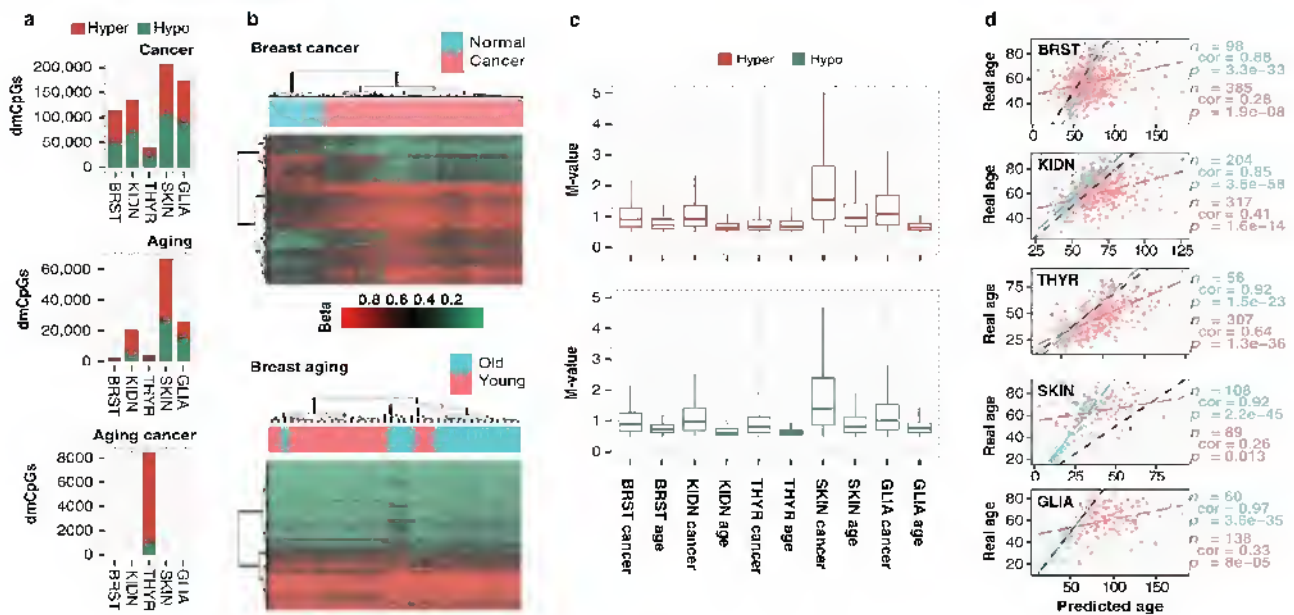 a
Hyper Hypo
Cancer
200,000
150,000
100,000
50,000
0
dmCpGs
BRST
KIDN
THYR
SKIN
GLIA
Aging
60,000
40,000
20,000
0
dmCpGs
BRST
KIDN
THYR
SKIN
GLIA
Aging cancer
8000
6000
4000
2000
0
dmCpGs
BRST
KIDN
THYR
SKIN
GLIA
b
Breast cancer
Normal
Cancer
0.8 0.6 0.4 0.2
Beta
Breast aging
Old
Young
c
Hyper Hypo
5
4
3
2
1
0
M-value
5
4
3
2
1
0
M-value
BRST cancer
BRST age
KIDN cancer
KIDN age
THYR cancer
THYR age
SKIN cancer
SKIN age
GLIA cancer
GLIA age
d
BRST
Real age
80
60
40
0 50 100 150
n = 98
cor = 0.88
p = 3.3e-33
n = 385
cor = 0.28
p = 1.9e-08
KIDN
Real age
80
60
40
25 50 75 100 125
n = 204
cor = 0.85
p = 3.8e-58
n = 317
cor = 0.41
p = 1.6e-14
THYR
Real age
75
50
25
n = 56
cor = 0.92
p = 1.5e-23
n = 307
cor = 0.64
p = 1.3e-36
SKIN
Real age
80
60
40
20
25 50 75
n = 108
cor = 0.92
p = 2.2e-45
n = 89
cor = 0.26
p = 0.013
GLIA
Real age
80
60
40
20
50 100 150
n = 60
cor = 0.97
p = 3.6e-35
n = 138
cor = 0.33
p = 8e-05
Predicted age